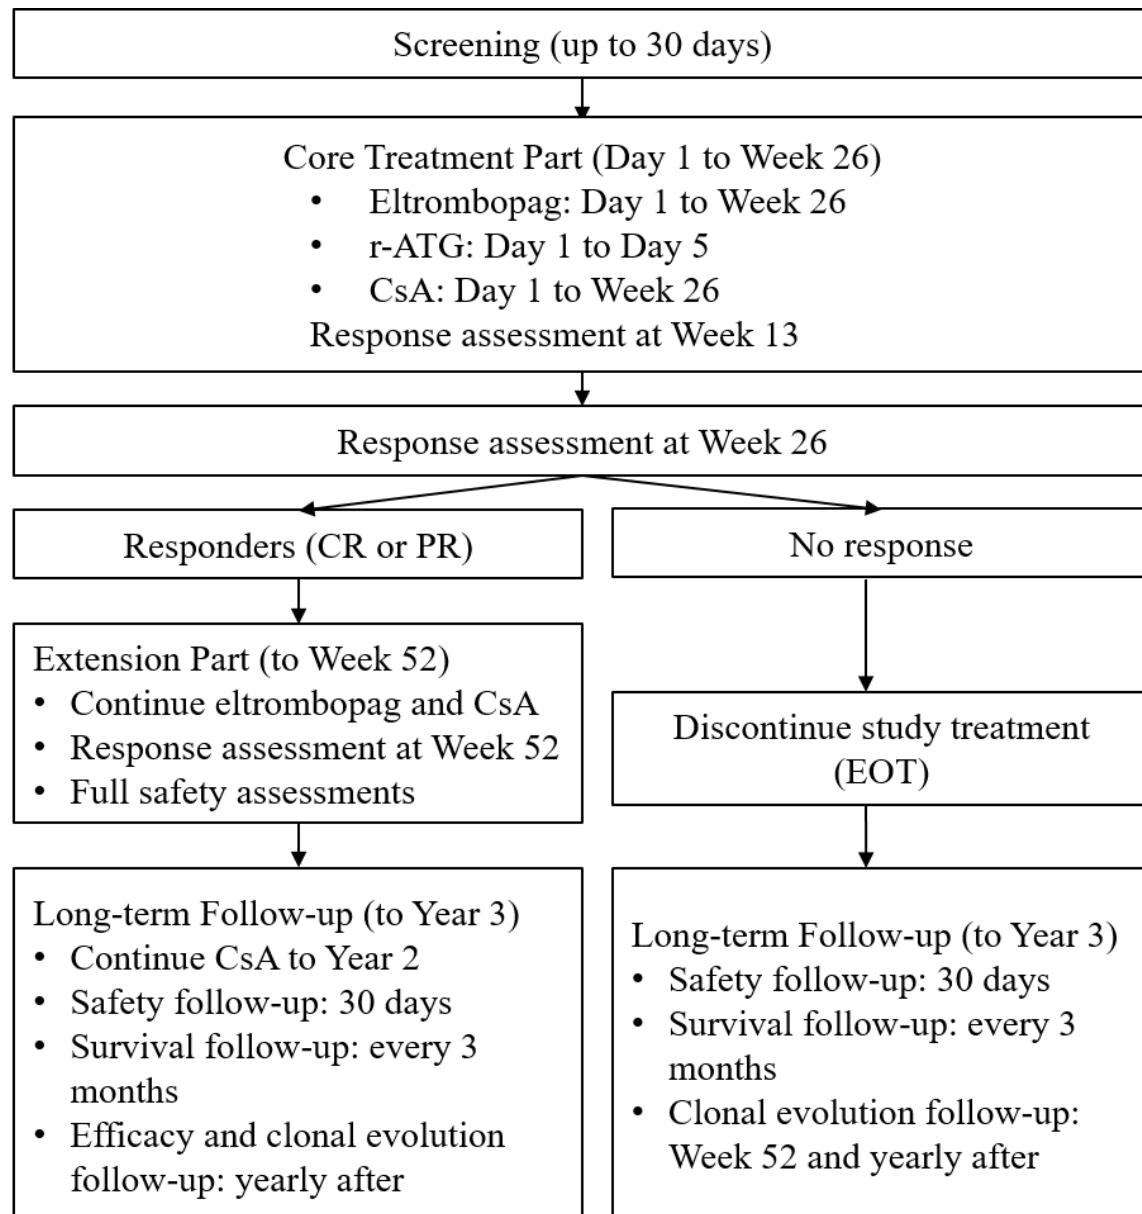 Screening (up to 30 days)
Core Treatment Part (Day 1 to Week 26)
• Eltrombopag: Day 1 to Week 26
• r-ATG: Day 1 to Day 5
• CsA: Day 1 to Week 26
Response assessment at Week 13
Response assessment at Week 26
Responders (CR or PR)
Extension Part (to Week 52)
• Continue eltrombopag and CsA
• Response assessment at Week 52
• Full safety assessments
Long-term Follow-up (to Year 3)
• Continue CsA to Year 2
• Safety follow-up: 30 days
• Survival follow-up: every 3
months
• Efficacy and clonal evolution
follow-up: yearly after
No response
Discontinue study treatment
(EOT)
Long-term Follow-up (to Year 3)
• Safety follow-up: 30 days
• Survival follow-up: every 3
months
• Clonal evolution follow-up:
Week 52 and yearly after